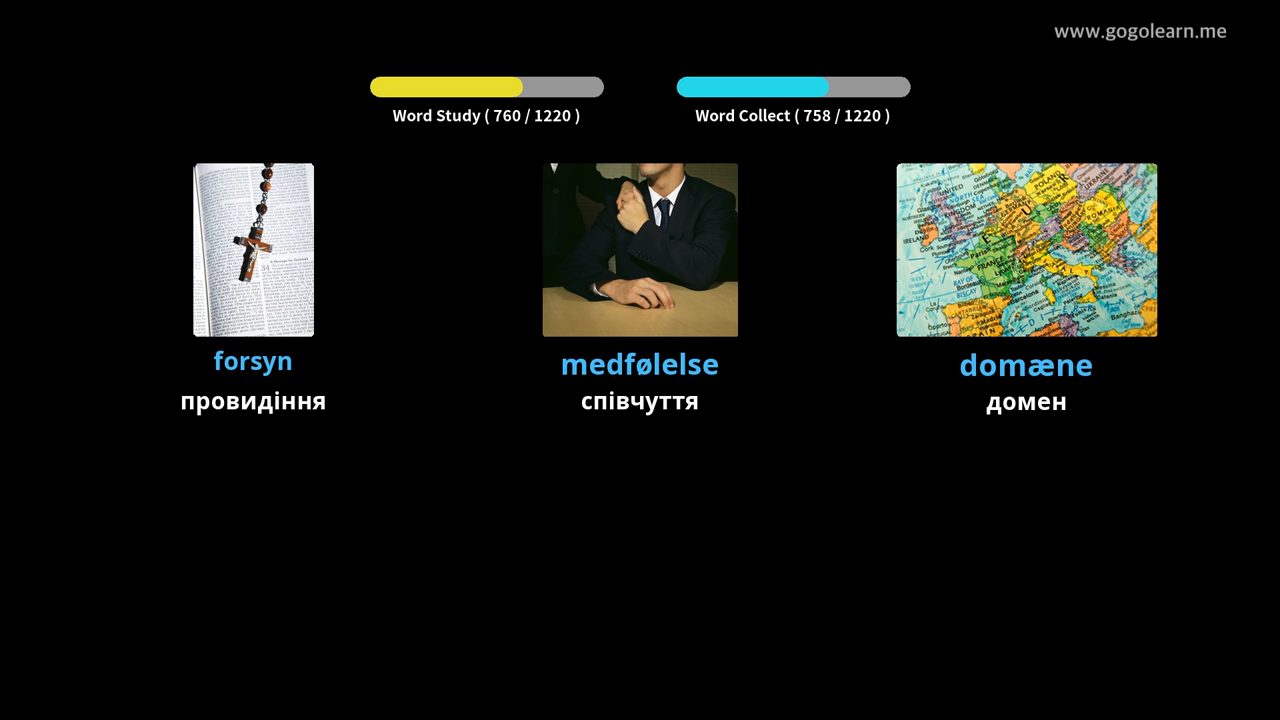 www.gogolearn.me
Word Study ( 760 / 1220 )
Word Collect ( 758 / 1220 )
forsyn
medfølelse
domæne
провидіння
співчуття
домен